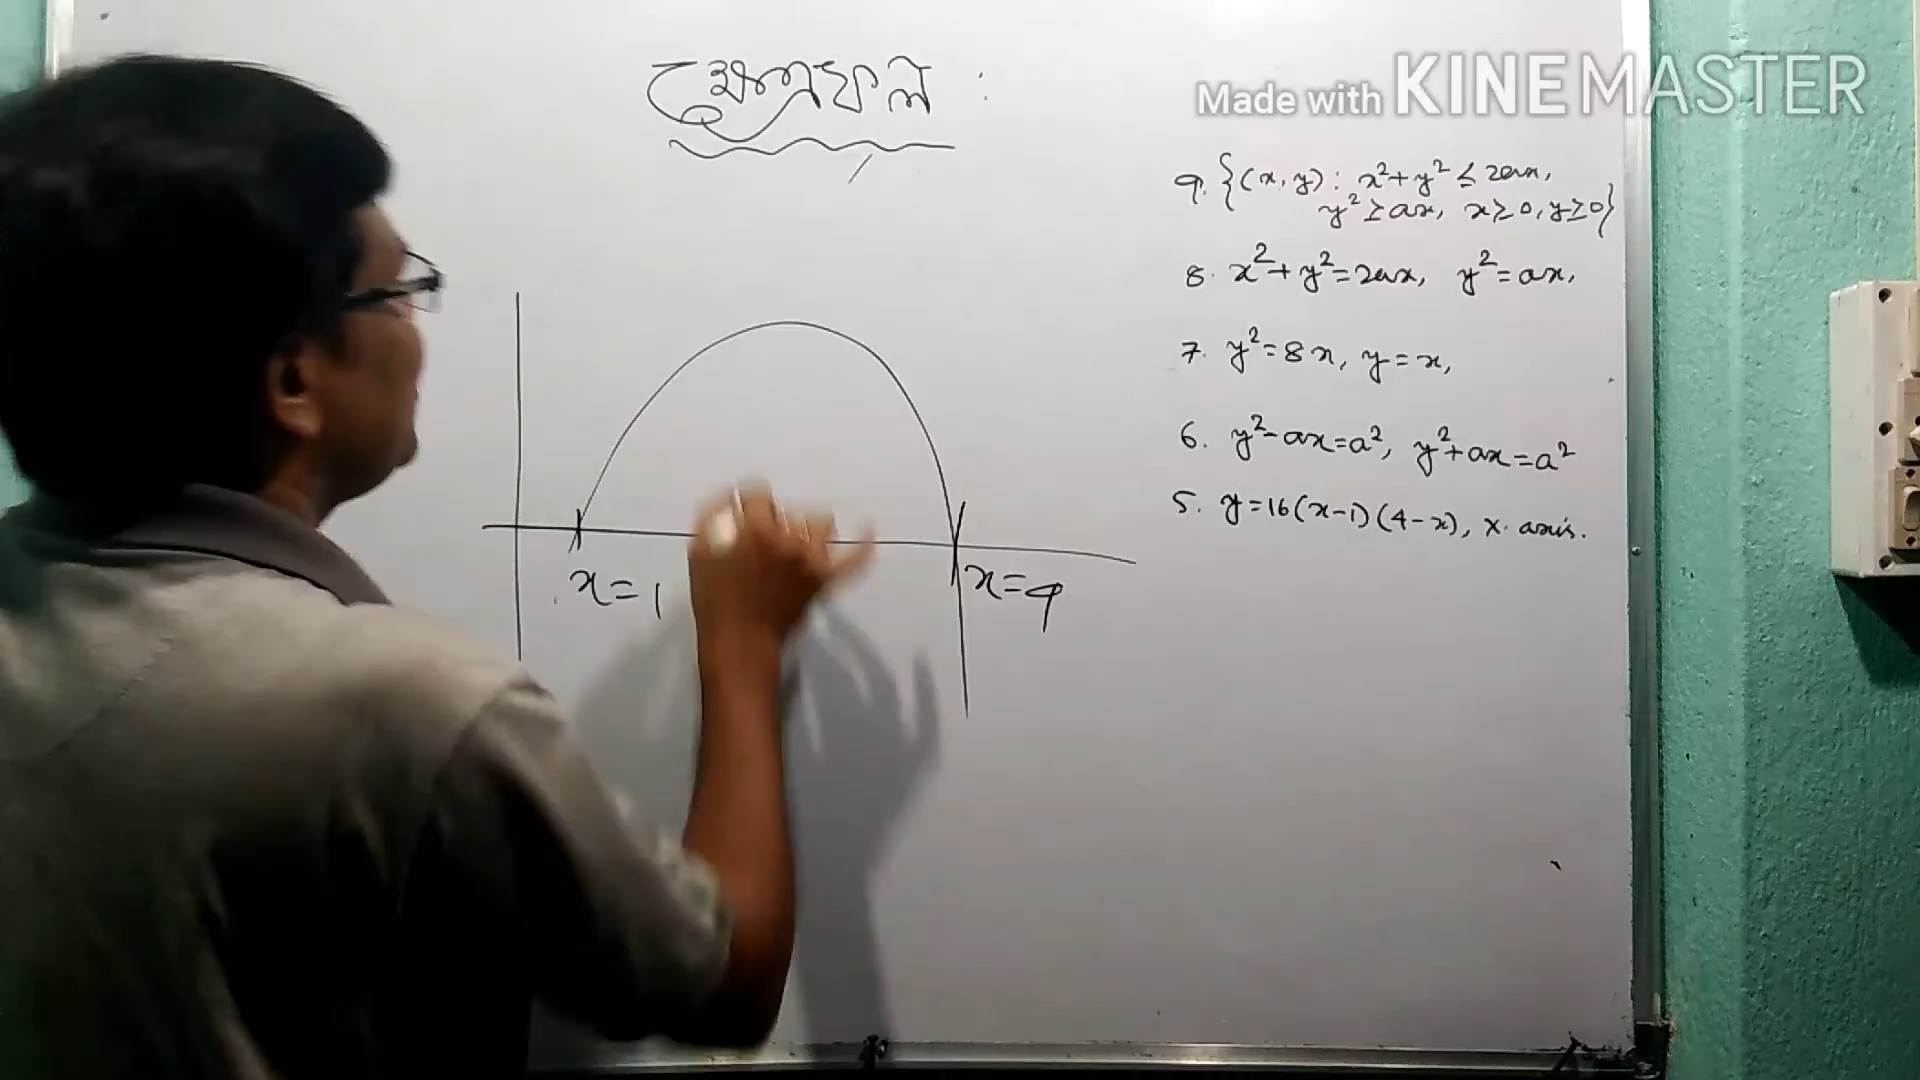 ক্ষেত্রফল :
Made with KINEMASTER
9. {(x, y) : x²+y² ≤ 2ax,
y² ≥ ax, x ≥ 0, y ≥ 0}
8. x²+y²=2ax, y²=ax,
7. y²=8x, y=x,
6. y²-ax=a², y²+ax=a²
5. y=16(x-1)(4-x), x-axis.
x=1
x=4